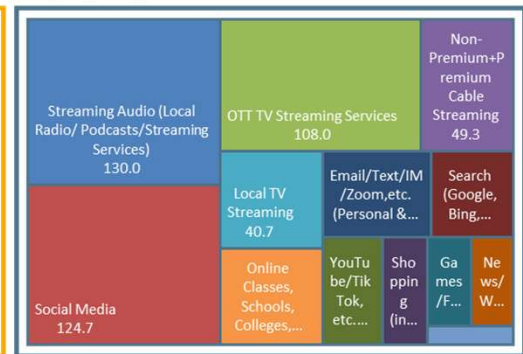 Streaming Audio (Local
Radio/ Podcasts/Streaming
Services)
130.0
Social Media
124.7
OTT TV Streaming Services
108.0
Non-
Premium+P
remium
Cable
Streaming
49.3
Local TV
Streaming
40.7
Email/Text/IM
/Zoom,etc.
(Personal &...
Search
(Google,
Bing,...
Online
Classes,
Schools,
Colleges,...
YouTu
be/Tik
Tok,
etc....
Sho
ppin
g
(in...
Ga
mes
/F...
Ne
ws/
W...